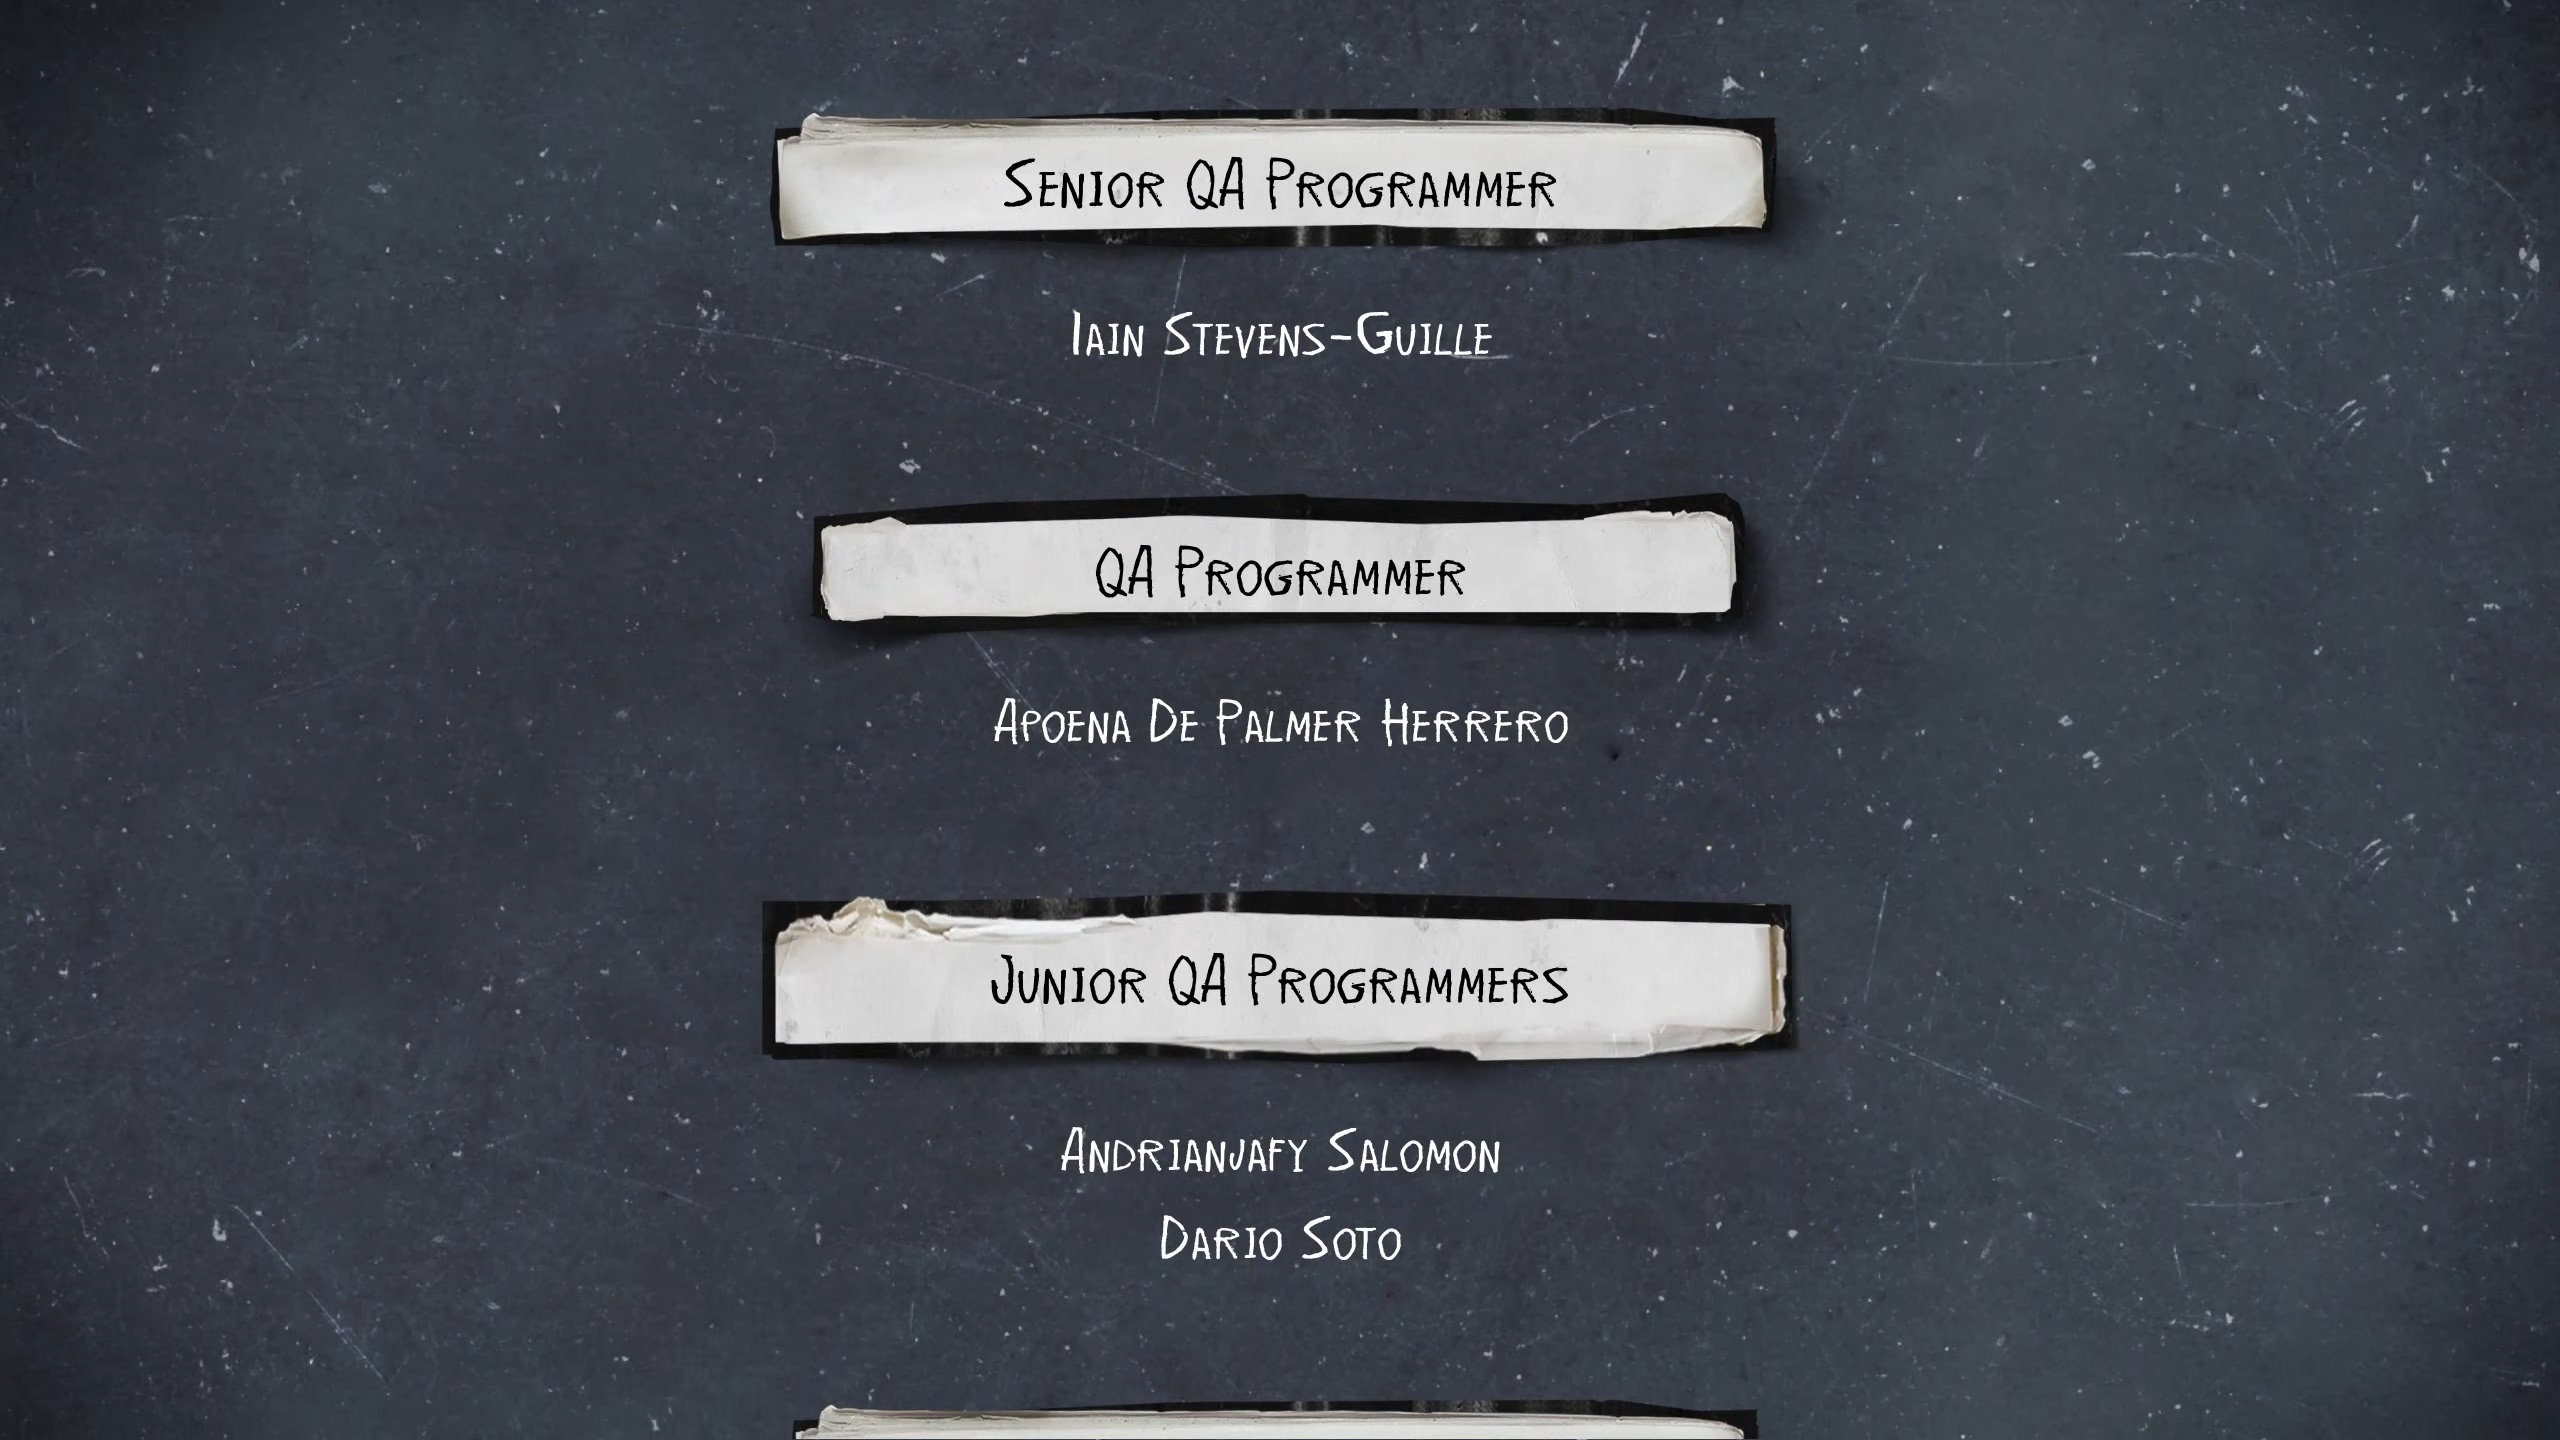 Senior QA Programmer
Iain Stevens-Guille
QA Programmer
Apoena De Palmer Herrero
Junior QA Programmers
Andrianjafy Salomon
Dario Soto